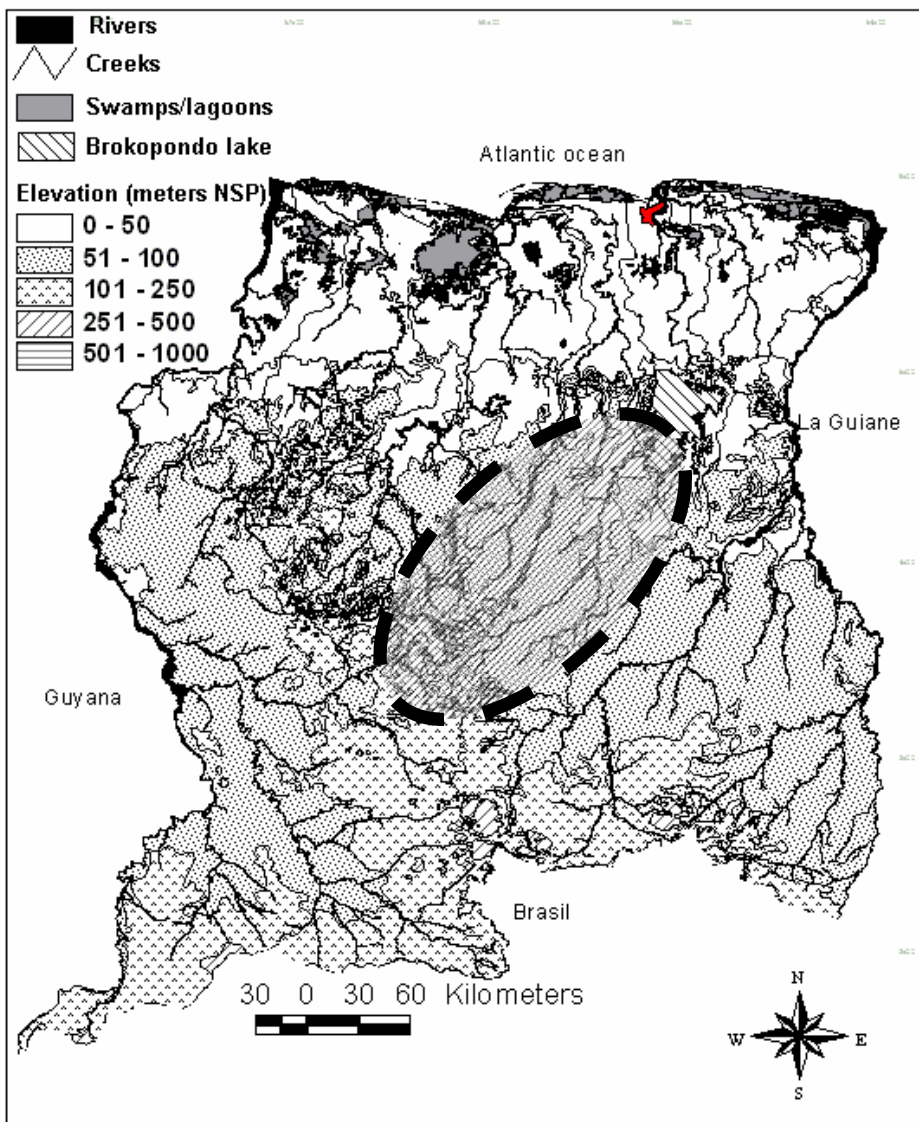 Rivers
Creeks
Swamps/lagoons
Brokopondo lake
Elevation (meters NSP)
0 - 50
51 - 100
101 - 250
251 - 500
501 - 1000
Atlantic ocean
La Guiane
Guyana
Brasil
30 0 30 60 Kilometers
N
W
E
S